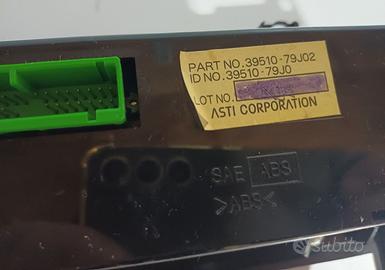 PART NO. 39510-79J02
ID NO. 39510-79J0
LOT NO.
ASTI CORPORATION
SAE ABS
>ABS<
subito